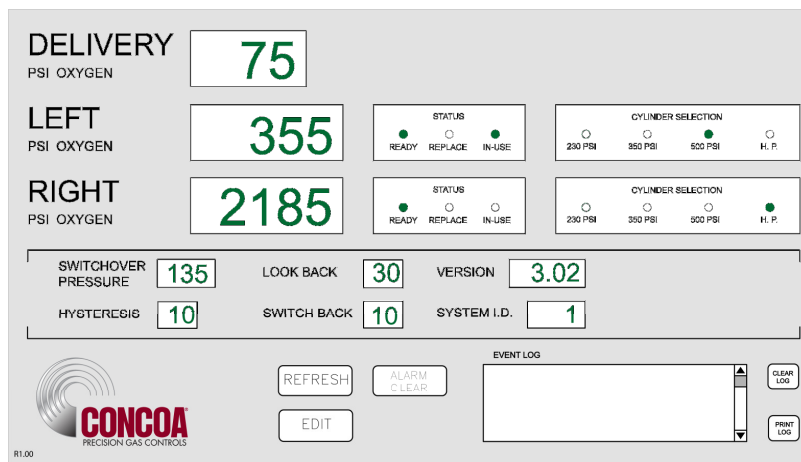 DELIVERY
PSI OXYGEN
75
LEFT
PSI OXYGEN
355
STATUS
READY REPLACE IN-USE
CYLINDER SELECTION
230 PSI 350 PSI 500 PSI H. P.
RIGHT
PSI OXYGEN
2185
STATUS
READY REPLACE IN-USE
CYLINDER SELECTION
230 PSI 350 PSI 500 PSI H. P.
SWITCHOVER
PRESSURE
135
LOOK BACK 30
VERSION 3.02
HYSTERESIS 10
SWITCH BACK 10
SYSTEM I.D. 1
REFRESH
ALARM
CLEAR
EDIT
EVENT LOG
CLEAR
LOG
PRINT
LOG
CONCOA®
PRECISION GAS CONTROLS
R1.00